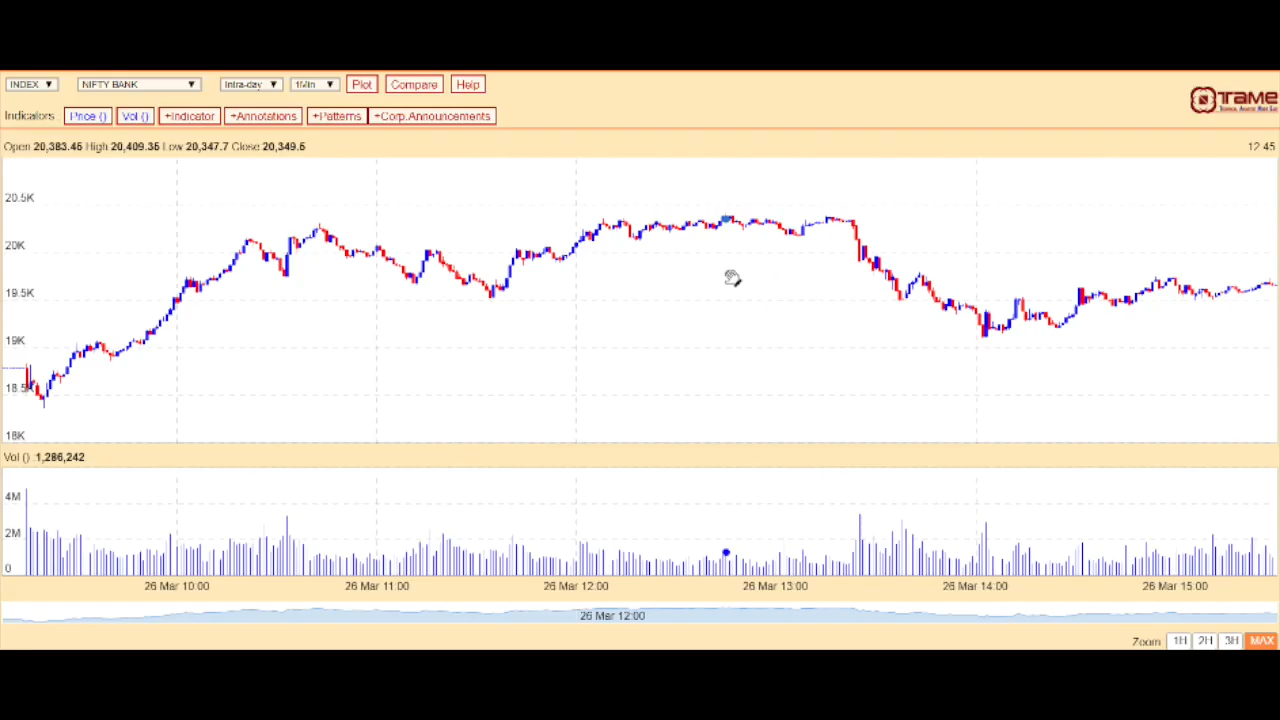 INDEX ▼ NIFTY BANK ▼ Intra-day ▼ 1Min ▼ Plot Compare Help
TAME
Indicators Price () Vol () +Indicator +Annotations +Patterns +Corp.Announcements
Open 20,383.45 High 20,409.35 Low 20,347.7 Close 20,349.5 12:45
20.5K
20K
19.5K
19K
18.5K
18K
Vol () 1,286,242
4M
2M
0
26 Mar 10:00 26 Mar 11:00 26 Mar 12:00 26 Mar 13:00 26 Mar 14:00 26 Mar 15:00
26 Mar 12:00
Zoom 1H 2H 3H MAX